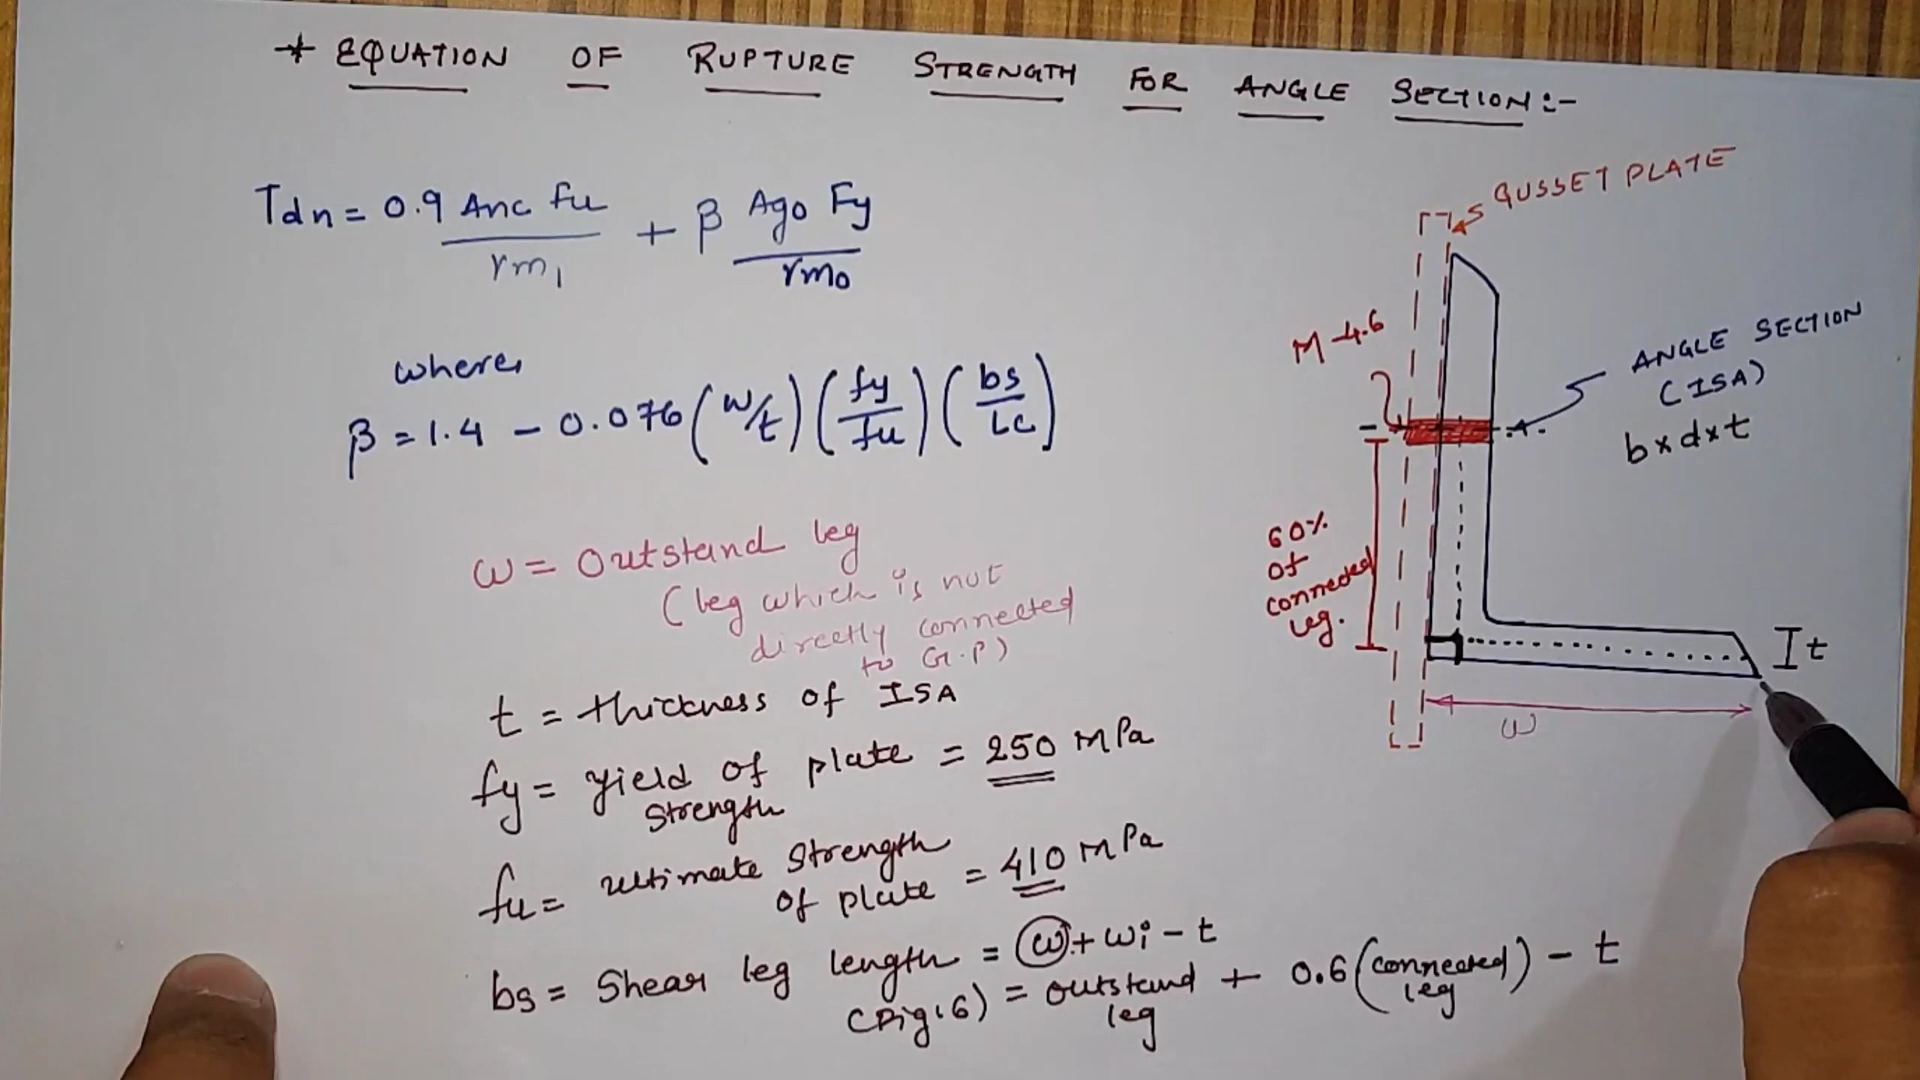 * EQUATION OF RUPTURE STRENGTH FOR ANGLE SECTION:-
Tdn = 0.9 Anc fu / rm1 + β Ago Fy / rmo
where,
β = 1.4 - 0.076 (w/t) (fy/fu) (bs/Lc)
w = Outstand leg
(leg which is not
directly connected
to G.P)
t = thickness of ISA
fy = yield of plate = 250 MPa
strength
fu = ultimate strength
of plate = 410 MPa
bs = Shear leg length = w + wi - t
(Fig.6) = outstand leg + 0.6 (connected leg) - t
GUSSET PLATE
M-4.6
ANGLE SECTION
(ISA)
b x d x t
60%
of
connected
leg.
t
w